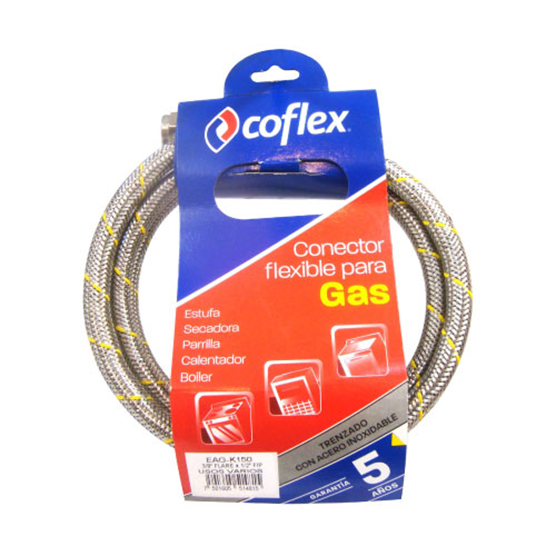 coflex
Conector
flexible para
Gas
Estufa
Secadora
Parrilla
Calentador
Boiler
TRENZADO
CON ACERO INOXIDABLE
GARANTÍA
5
AÑOS
EAG-K150
3/8" FLARE x 1/2" FIP
USOS VARIOS